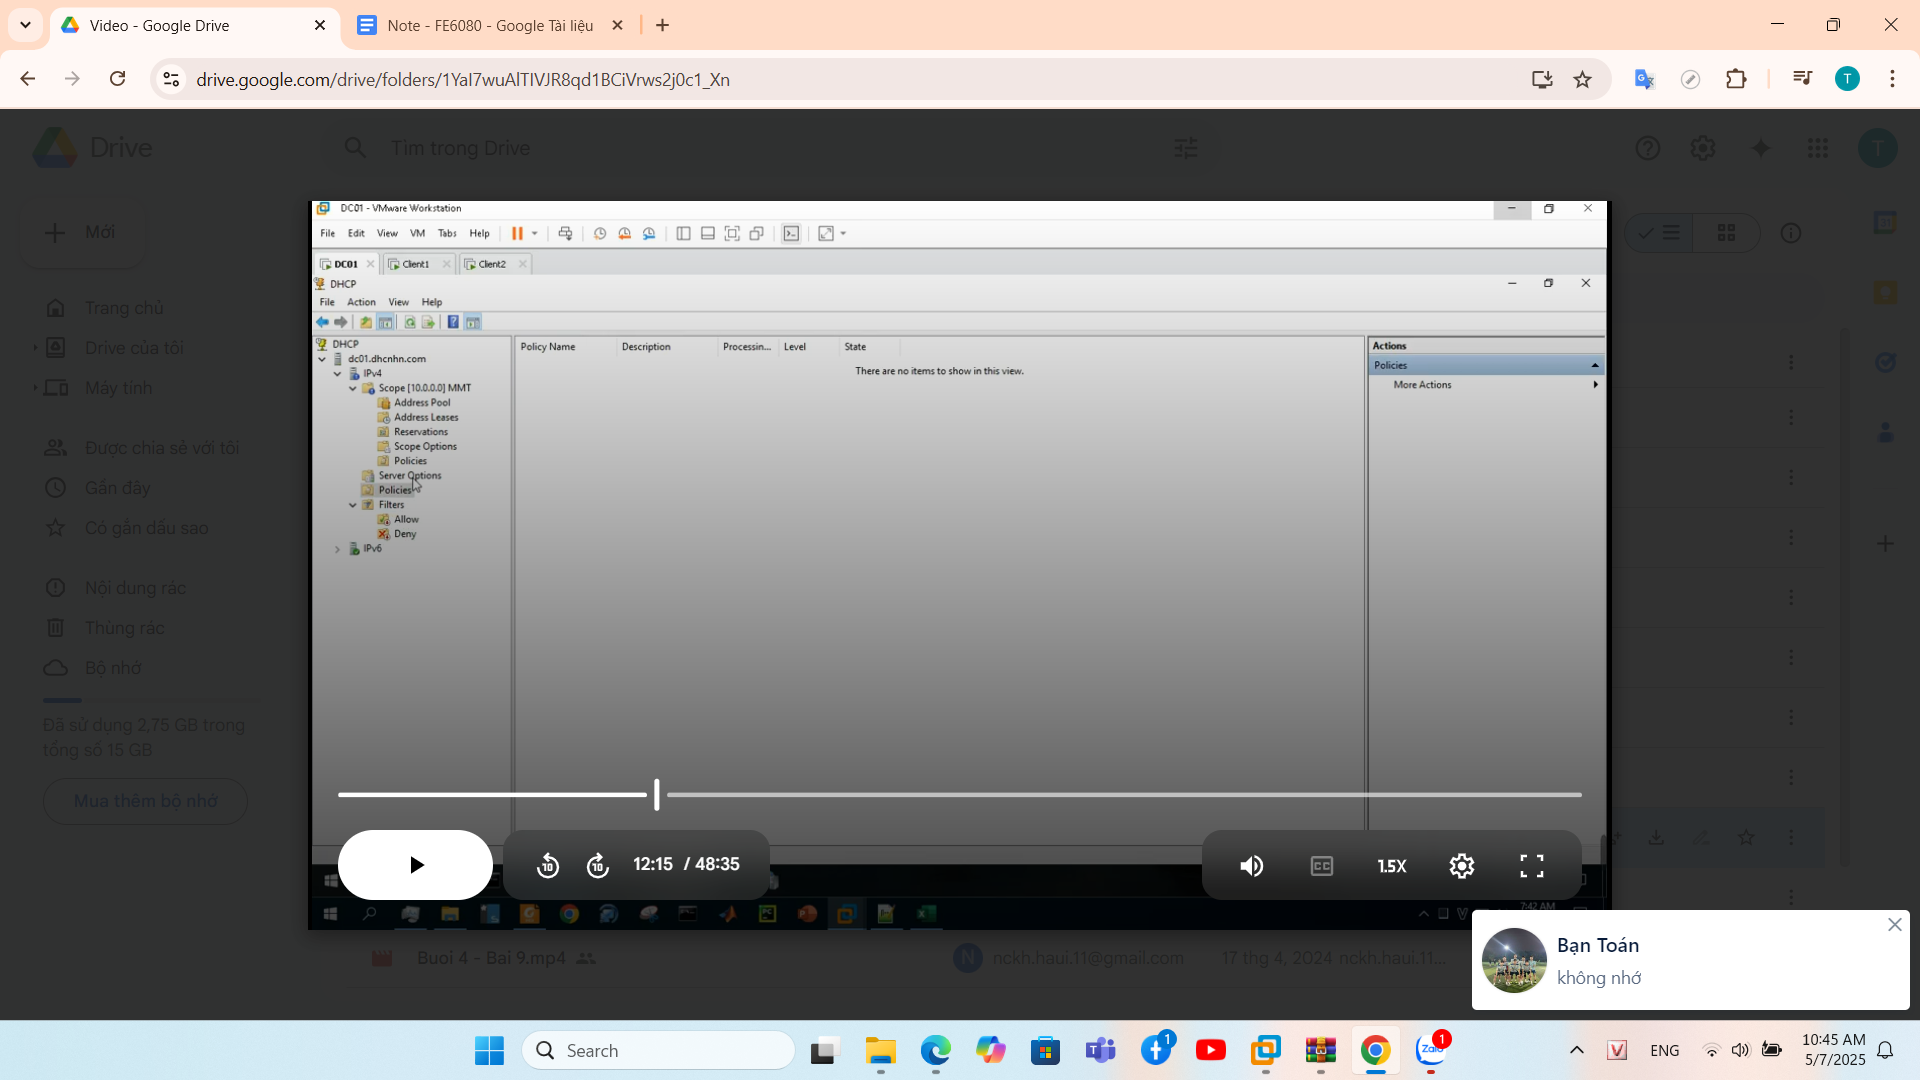 Video - Google Drive
Note - FE6080 - Google Tài liệu
drive.google.com/drive/folders/1YaI7wuAlTIVJR8qd1BCiVrws2j0c1_Xn
T
Drive
Tìm trong Drive
T
Mới
Trang chủ
Drive của tôi
Máy tính
Được chia sẻ với tôi
Gần đây
Có gắn dấu sao
Nội dung rác
Thùng rác
Bộ nhớ
Đã sử dụng 2,75 GB trong
tổng số 15 GB
Mua thêm bộ nhớ
DC01 - VMware Workstation
File Edit View VM Tabs Help
DC01 Client1 Client2
DHCP
File Action View Help
DHCP
dc01.dhcnhn.com
IPv4
Scope [10.0.0.0] MMT
Address Pool
Address Leases
Reservations
Scope Options
Policies
Server Options
Policies
Filters
Allow
Deny
IPv6
Policy Name Description Processin... Level State
There are no items to show in this view.
Actions
Policies
More Actions
10 10 12:15 / 48:35
CC 1.5X
7:42 AM
Buoi 4 - Bai 9.mp4 N nckh.haui.11@gmail.com 17 thg 4, 2024 nckh.haui.11...
Bạn Toán
không nhớ
Search
1
Zalo
1
V ENG
10:45 AM
5/7/2025